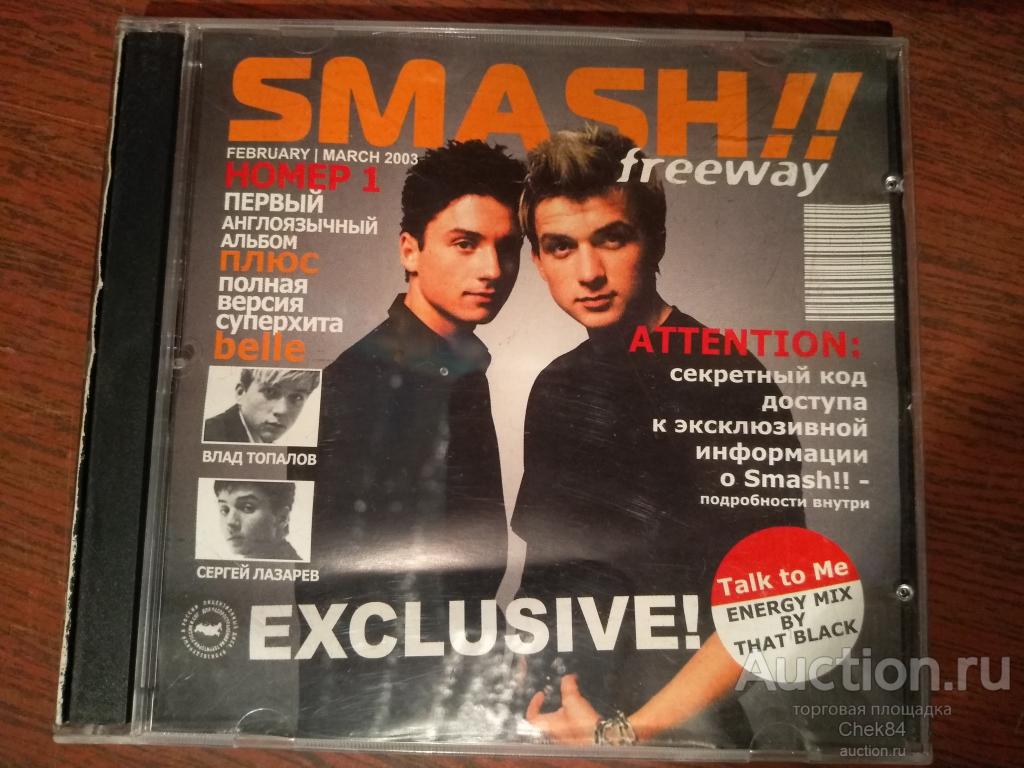 SMASH!!
freeway
FEBRUARY | MARCH 2003
НОМЕР 1
ПЕРВЫЙ
АНГЛОЯЗЫЧНЫЙ
АЛЬБОМ
ПЛЮС
полная
версия
суперхита
belle
ВЛАД ТОПАЛОВ
СЕРГЕЙ ЛАЗАРЕВ
ATTENTION:
секретный код
доступа
к эксклюзивной
информации
о Smash!! -
подробности внутри
EXCLUSIVE!
Talk to Me
ENERGY MIX
BY
THAT BLACK
Auction.ru
торговая площадка
Chek84
auction.ru